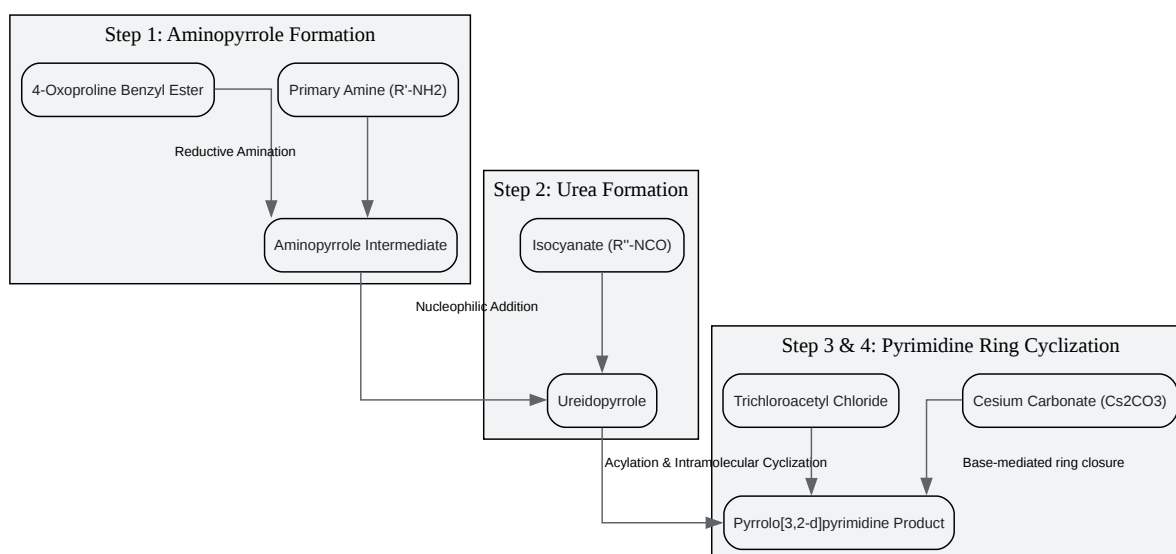 Step 1: Aminopyrrole Formation
4-Oxoproline Benzyl Ester
Primary Amine (R'-NH2)
Reductive Amination
Aminopyrrole Intermediate
Step 2: Urea Formation
Isocyanate (R''-NCO)
Nucleophilic Addition
Ureidopyrrole
Step 3 & 4: Pyrimidine Ring Cyclization
Trichloroacetyl Chloride
Cesium Carbonate (Cs2CO3)
Acylation & Intramolecular Cyclization
Base-mediated ring closure
Pyrrolo[3,2-d]pyrimidine Product